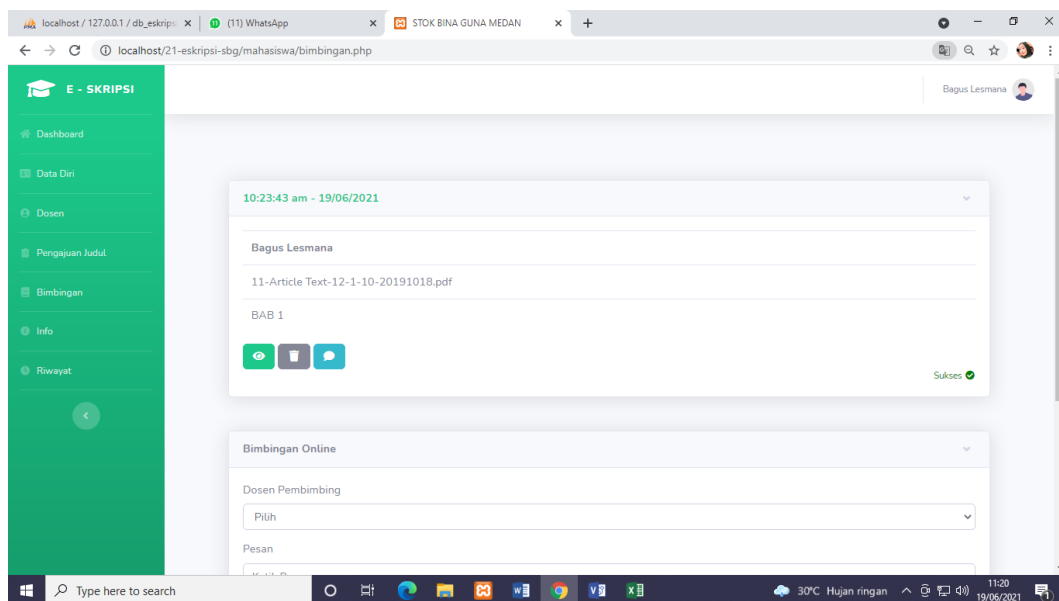 localhost / 127.0.0.1 / db_eskrips
(11) WhatsApp
STOK BINA GUNA MEDAN
localhost/21-eskripsi-sbg/mahasiswa/bimbingan.php
E - SKRIPSI
Bagus Lesmana
Dashboard
Data Diri
Dosen
Pengajuan Judul
Bimbingan
Info
Riwayat
10:23:43 am - 19/06/2021
Bagus Lesmana
11-Article Text-12-1-10-20191018.pdf
BAB 1
Sukses
Bimbingan Online
Dosen Pembimbing
Pilih
Pesan
Type here to search
30°C Hujan ringan
11:20
19/06/2021